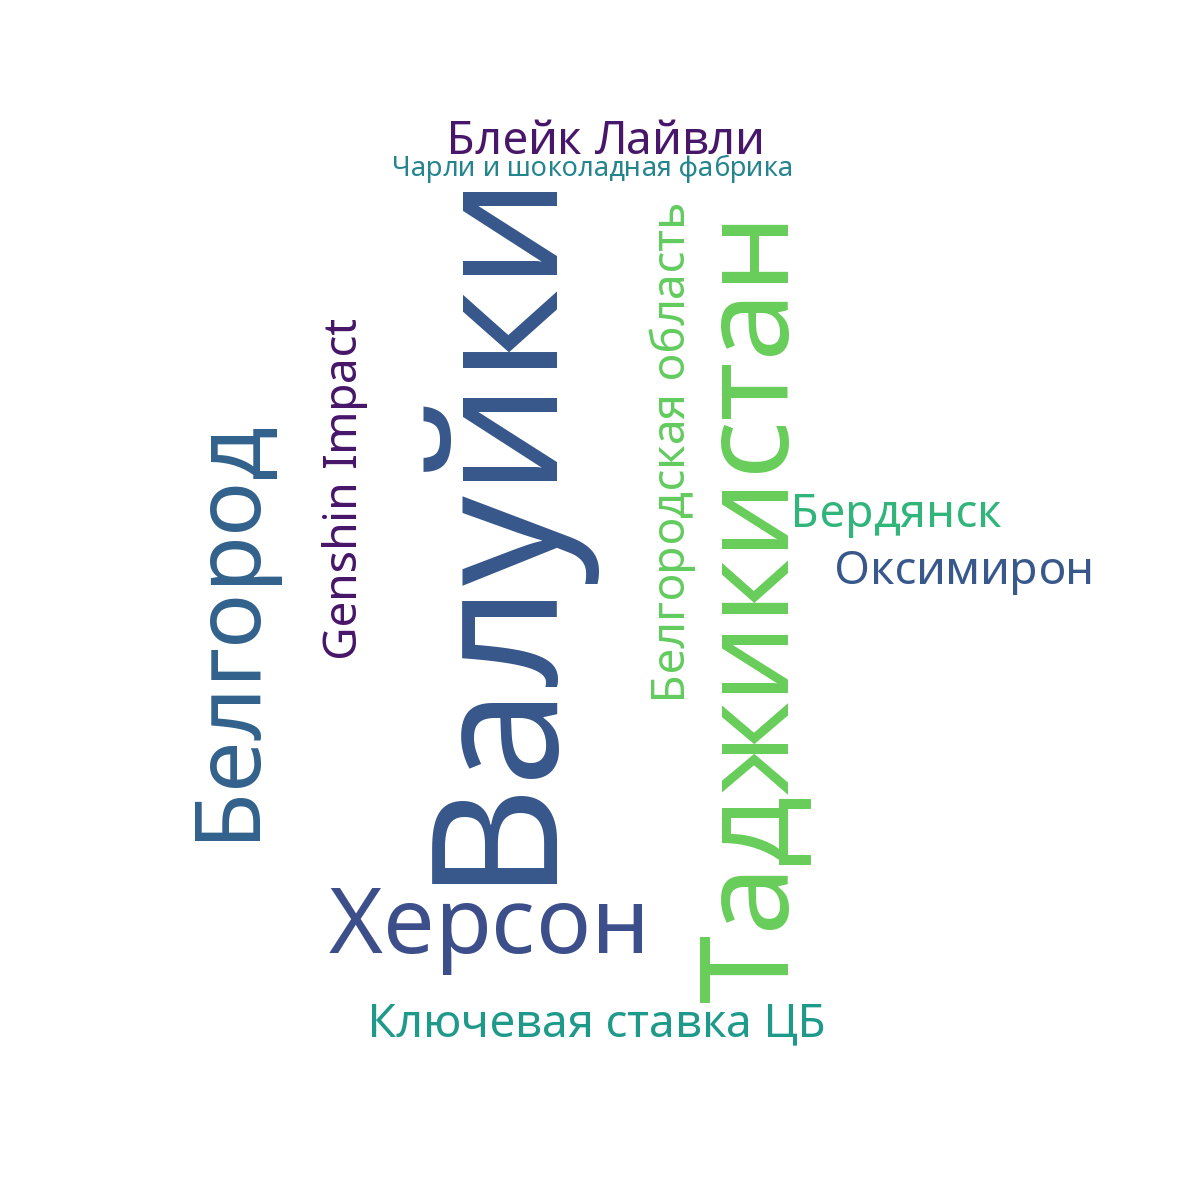 Блейк Лайвли
Чарли и шоколадная фабрика
Белгород
Genshin Impact
Валуйки
Белгородская область
Таджикистан
Бердянск
Оксимирон
Херсон
Ключевая ставка ЦБ